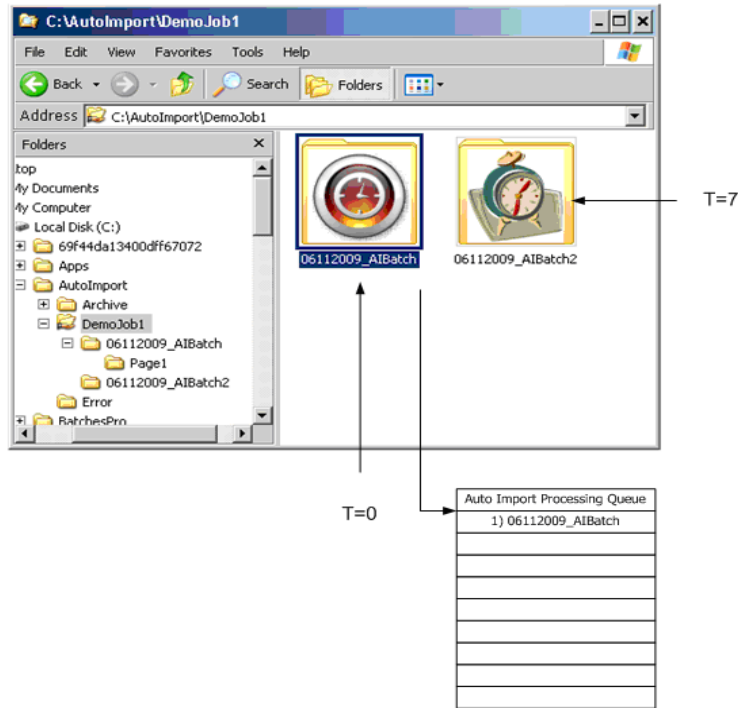 C:\AutoImport\DemoJob1
File Edit View Favorites Tools Help
Back Search Folders
Address C:\AutoImport\DemoJob1
Folders
ktop
My Documents
My Computer
Local Disk (C:)
69f44da13400dff67072
Apps
AutoImport
Archive
DemoJob1
06112009_AIBatch
Page1
06112009_AIBatch2
Error
BatchesPro
06112009_AIBatch
06112009_AIBatch2
T=7
T=0
Auto Import Processing Queue
1) 06112009_AIBatch